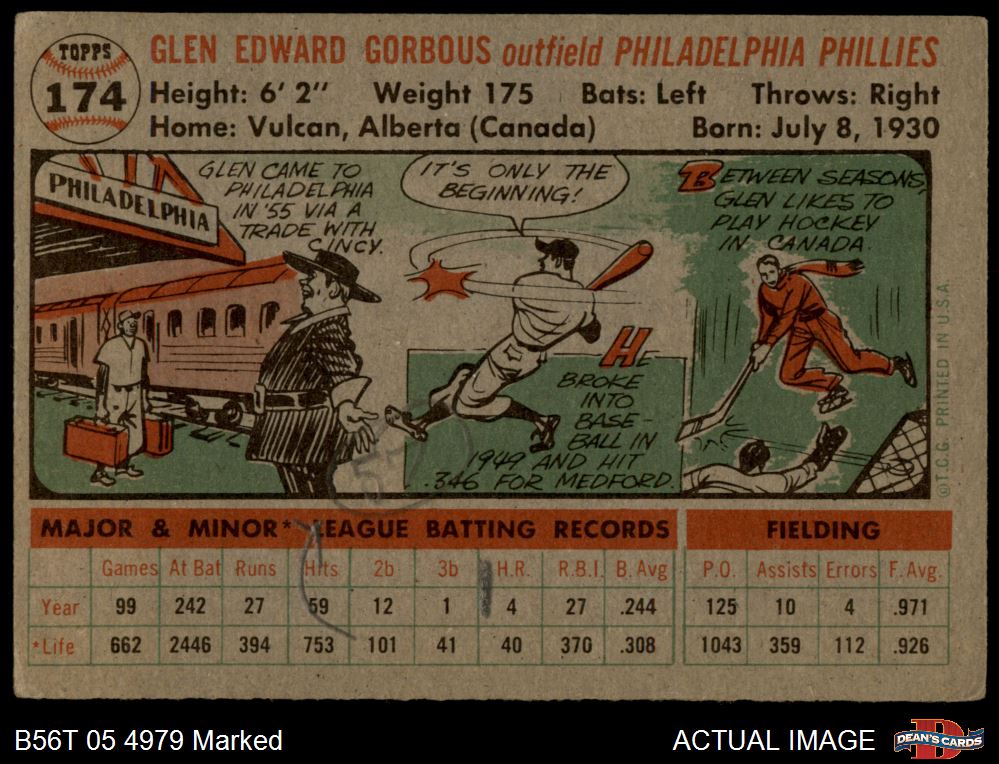 TOPPS
174
GLEN EDWARD GORBOUS outfield PHILADELPHIA PHILLIES
Height: 6' 2" Weight 175 Bats: Left Throws: Right
Home: Vulcan, Alberta (Canada) Born: July 8, 1930
PHILADELPHIA
GLEN CAME TO
PHILADELPHIA
IN '55 VIA A
TRADE WITH
CINCY.
IT'S ONLY THE
BEGINNING!
HE
BROKE
INTO
BASE-
BALL IN
1949 AND HIT
.346 FOR MEDFORD.
BETWEEN SEASONS,
GLEN LIKES TO
PLAY HOCKEY
IN CANADA.
©T.C.G. PRINTED IN U.S.A.
MAJOR & MINOR* LEAGUE BATTING RECORDS FIELDING
Games At Bat Runs Hits 2b 3b H.R. R.B.I. B. Avg P.O. Assists Errors F. Avg.
Year 99 242 27 59 12 1 4 27 .244 125 10 4 .971
*Life 662 2446 394 753 101 41 40 370 .308 1043 359 112 .926
B56T 05 4979 Marked ACTUAL IMAGE
DEAN'S CARDS